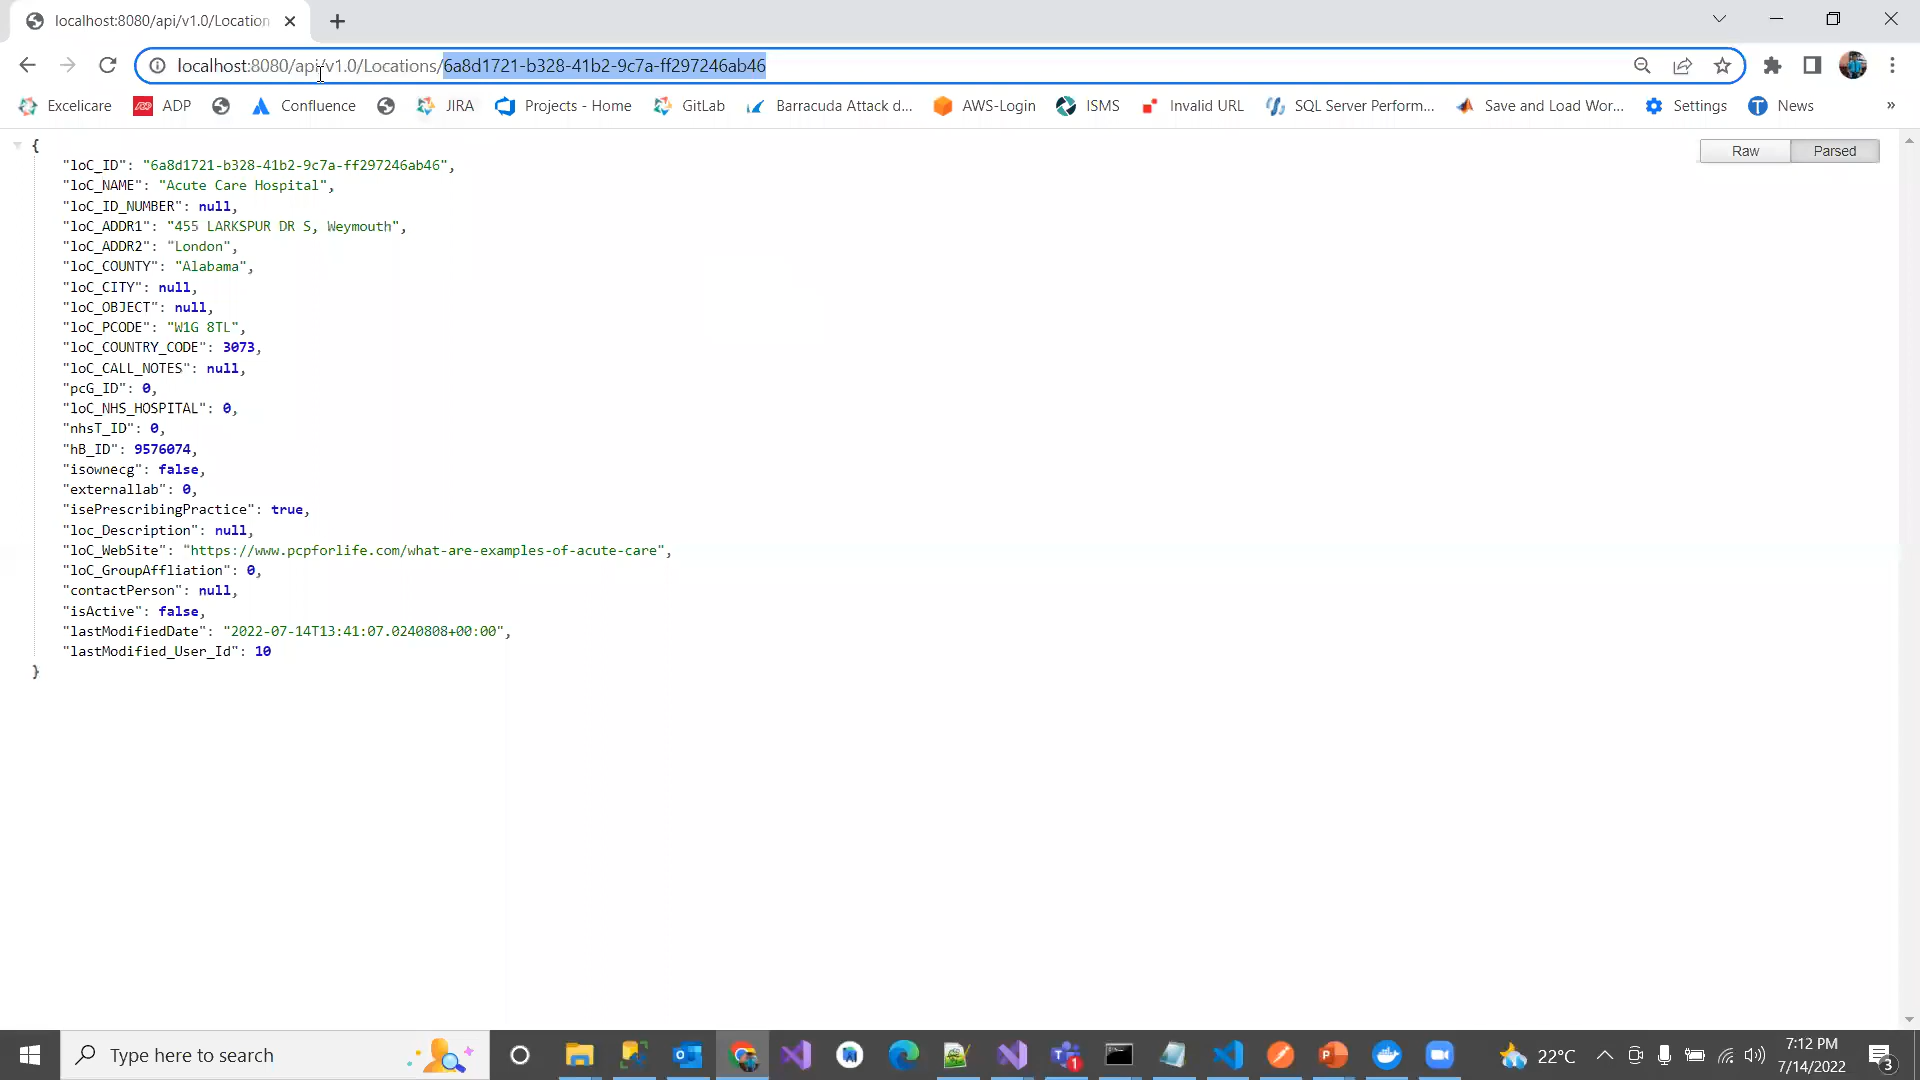 localhost:8080/api/v1.0/Location
localhost:8080/api/v1.0/Locations/6a8d1721-b328-41b2-9c7a-ff297246ab46
Excelicare ADP Confluence JIRA Projects - Home GitLab Barracuda Attack d... AWS-Login ISMS Invalid URL SQL Server Perform... Save and Load Wor... Settings News »
Raw Parsed
{
"loC_ID": "6a8d1721-b328-41b2-9c7a-ff297246ab46",
"loC_NAME": "Acute Care Hospital",
"loC_ID_NUMBER": null,
"loC_ADDR1": "455 LARKSPUR DR S, Weymouth",
"loC_ADDR2": "London",
"loC_COUNTY": "Alabama",
"loC_CITY": null,
"loC_OBJECT": null,
"loC_PCODE": "W1G 8TL",
"loC_COUNTRY_CODE": 3073,
"loC_CALL_NOTES": null,
"pcG_ID": 0,
"loC_NHS_HOSPITAL": 0,
"nhsT_ID": 0,
"hB_ID": 9576074,
"isownecg": false,
"externallab": 0,
"isePrescribingPractice": true,
"loc_Description": null,
"loC_WebSite": "https://www.pcpforlife.com/what-are-examples-of-acute-care",
"loC_GroupAffliation": 0,
"contactPerson": null,
"isActive": false,
"lastModifiedDate": "2022-07-14T13:41:07.0240808+00:00",
"lastModified_User_Id": 10
}
Type here to search
22°C
7:12 PM
7/14/2022
3
1